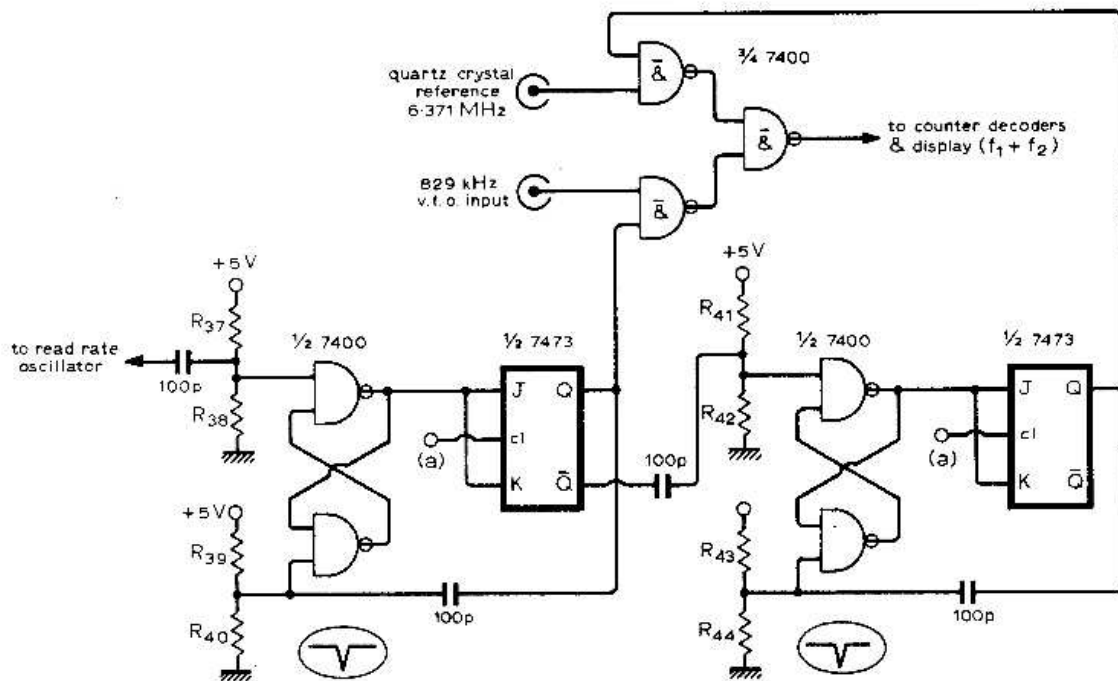 ¾ 7400
quartz crystal
reference
6·371 MHz
&
&
to counter decoders
& display (f1 + f2)
829 kHz
v.f.o. input
&
+5V
R37
to read rate
oscillator
100p
R38
½ 7400
½ 7473
J Q
cl
(a)
K Q̅
+5V
R39
R40
100p
100p
+5V
R41
R42
½ 7400
½ 7473
J Q
cl
(a)
K Q̅
R43
R44
100p